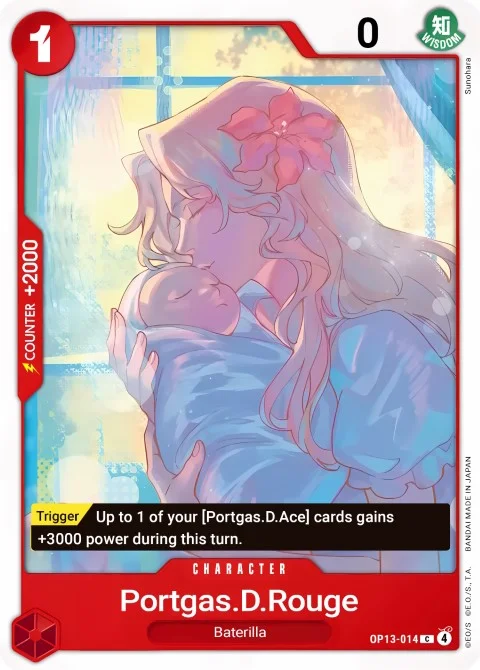 1
0
知
WISDOM
Sunohara
COUNTER +2000
Trigger Up to 1 of your [Portgas.D.Ace] cards gains
+3000 power during this turn.
CHARACTER
Portgas.D.Rouge
Baterilla
OP13-014 C 4
©E.O/S ©E.O./S.,T.A. BANDAI MADE IN JAPAN